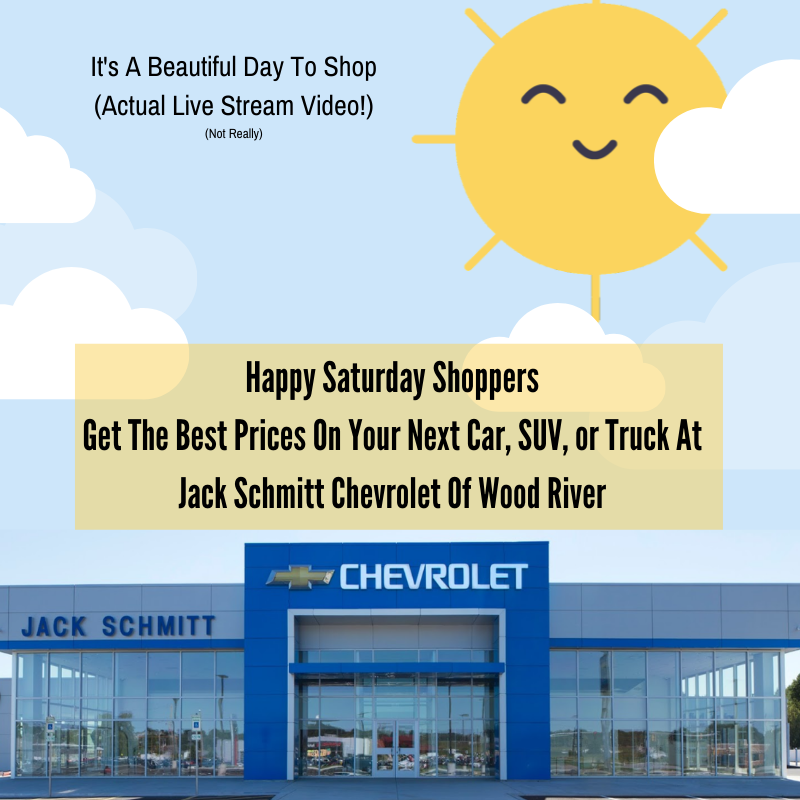 It's A Beautiful Day To Shop
(Actual Live Stream Video!)
(Not Really)
Happy Saturday Shoppers
Get The Best Prices On Your Next Car, SUV, or Truck At
Jack Schmitt Chevrolet Of Wood River
CHEVROLET
JACK SCHMITT